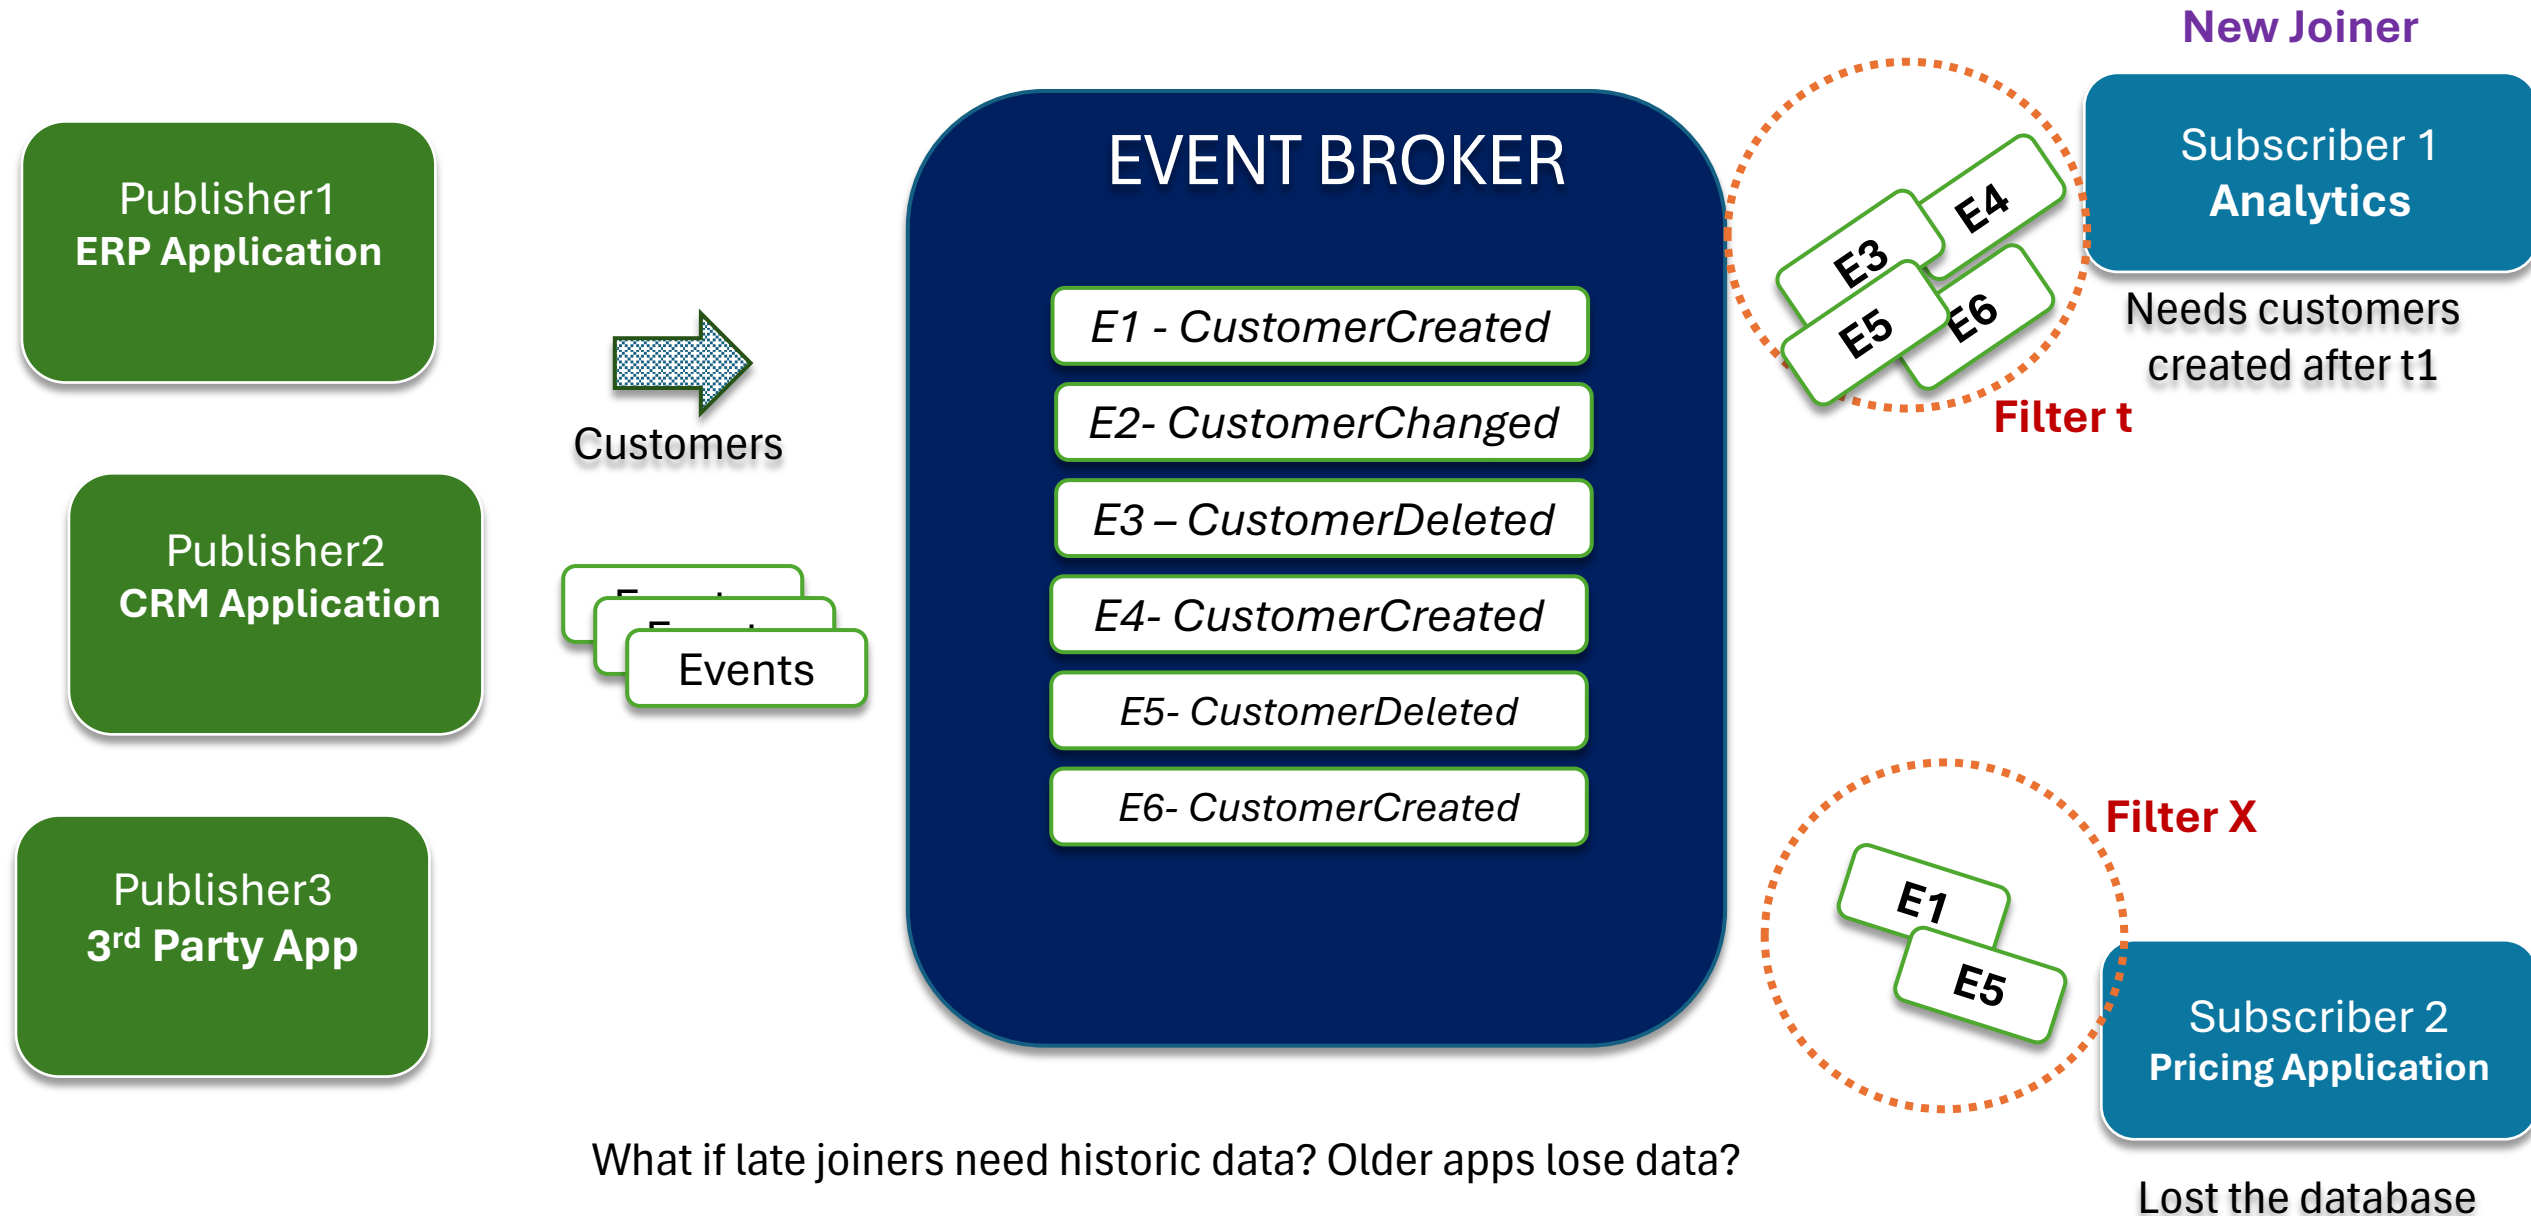 New Joiner
Publisher1
ERP Application
Customers
Events
Publisher2
CRM Application
Publisher3
3rd Party App
EVENT BROKER
E1 - CustomerCreated
E2- CustomerChanged
E3 – CustomerDeleted
E4- CustomerCreated
E5- CustomerDeleted
E6- CustomerCreated
E4
E3
E6
E5
Filter t
Subscriber 1
Analytics
Needs customers
created after t1
Filter X
E1
E5
Subscriber 2
Pricing Application
Lost the database
What if late joiners need historic data? Older apps lose data?